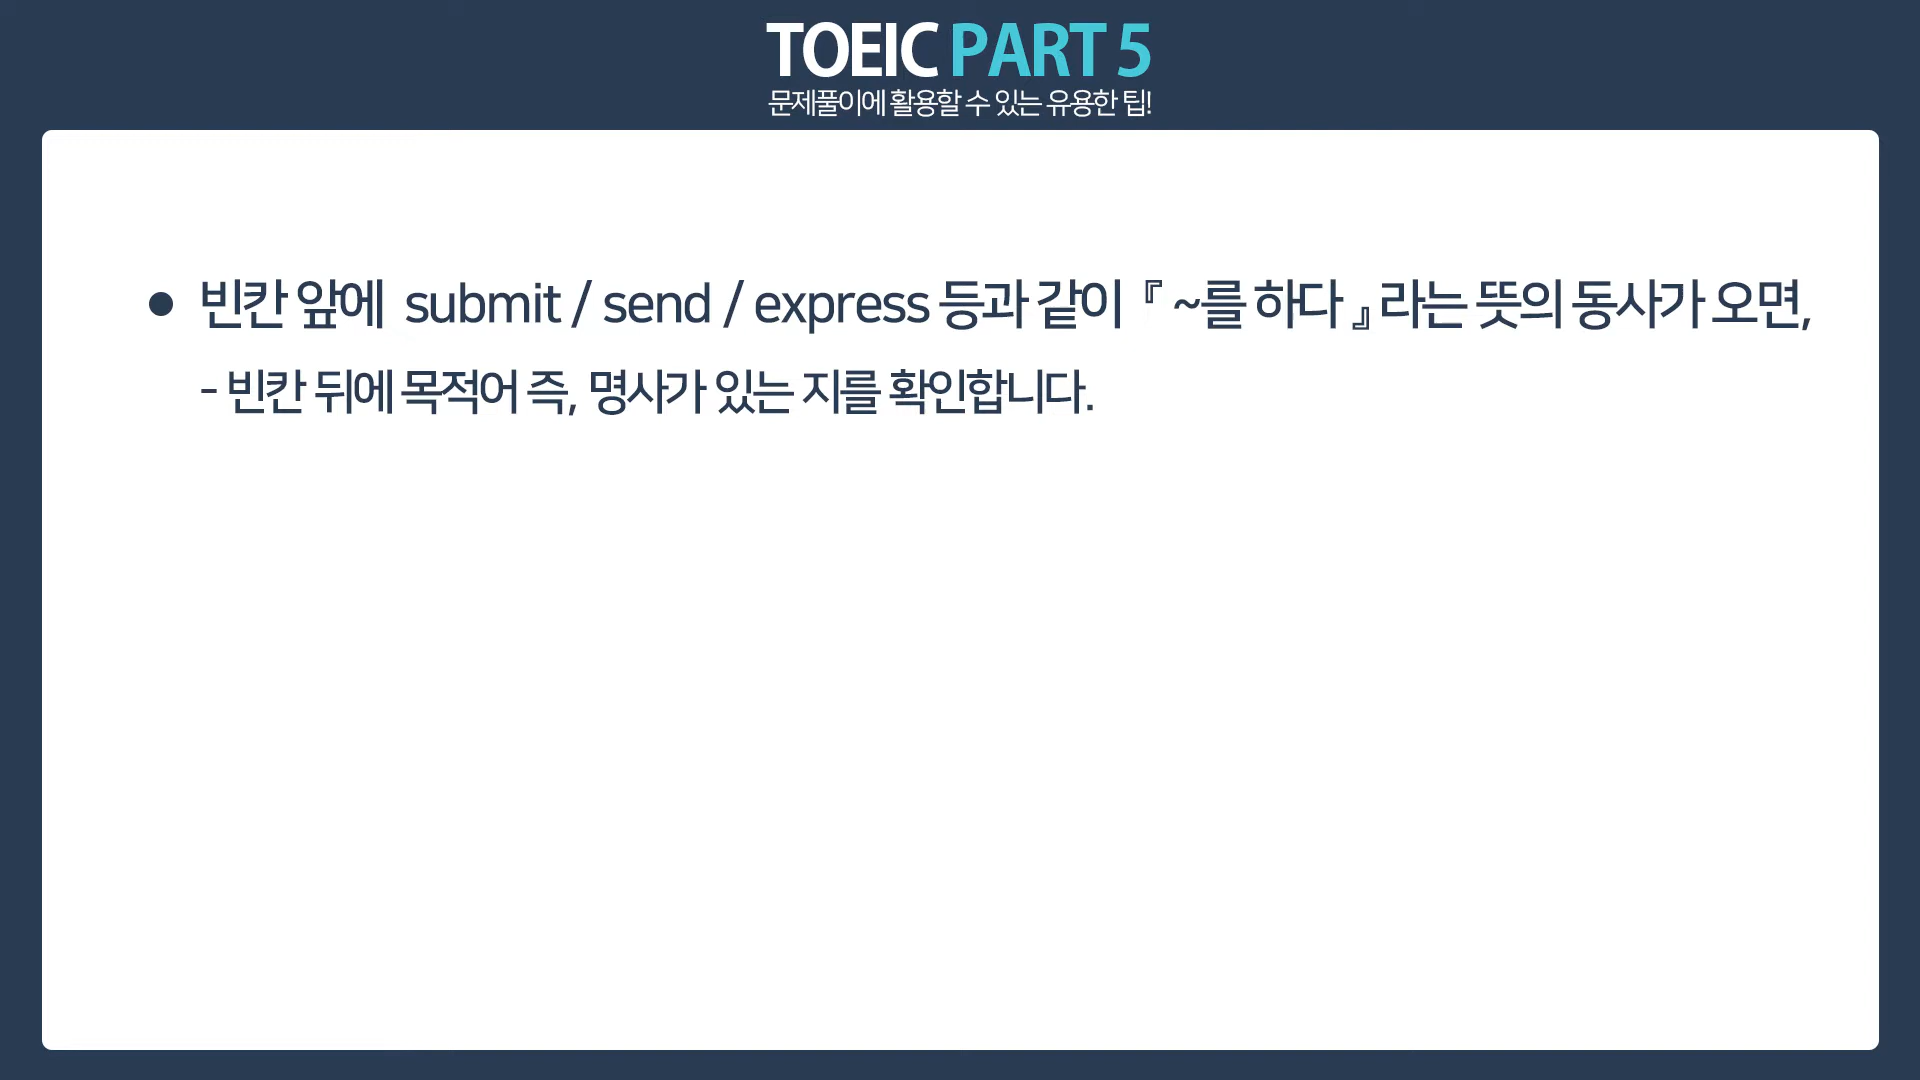 TOEIC PART 5
문제풀이에 활용할 수 있는 유용한 팁!
● 빈칸 앞에 submit / send / express 등과 같이 『 ~를 하다 』라는 뜻의 동사가 오면,
- 빈칸 뒤에 목적어 즉, 명사가 있는 지를 확인합니다.